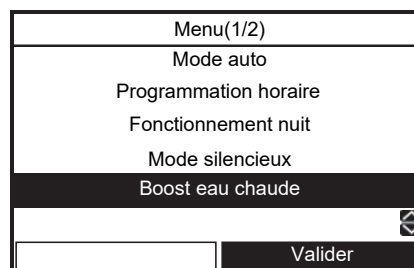 Menu(1/2)
Mode auto
Programmation horaire
Fonctionnement nuit
Mode silencieux
Boost eau chaude
Valider